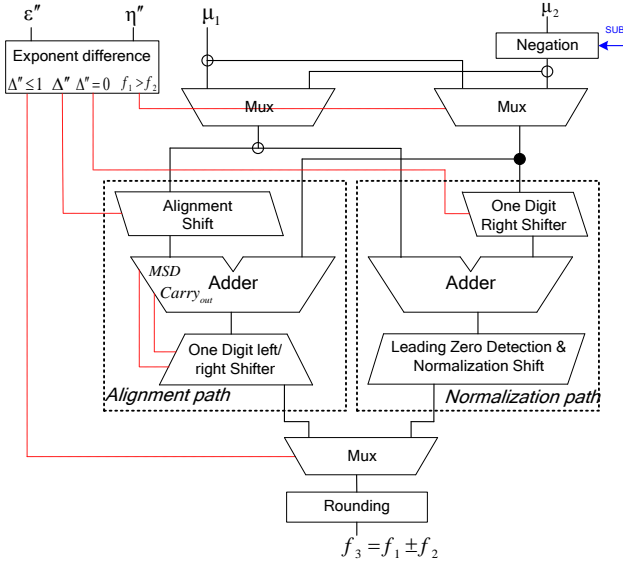 ε″ η″ μ₁ μ₂
SUB
Negation
Exponent difference
Δ″≤1 Δ″ Δ″=0 f₁>f₂
Mux Mux
Alignment
Shift
One Digit
Right Shifter
MSD
Carry_out
Adder Adder
One Digit left/
right Shifter
Leading Zero Detection &
Normalization Shift
Alignment path Normalization path
Mux
Rounding
f₃ = f₁ ± f₂